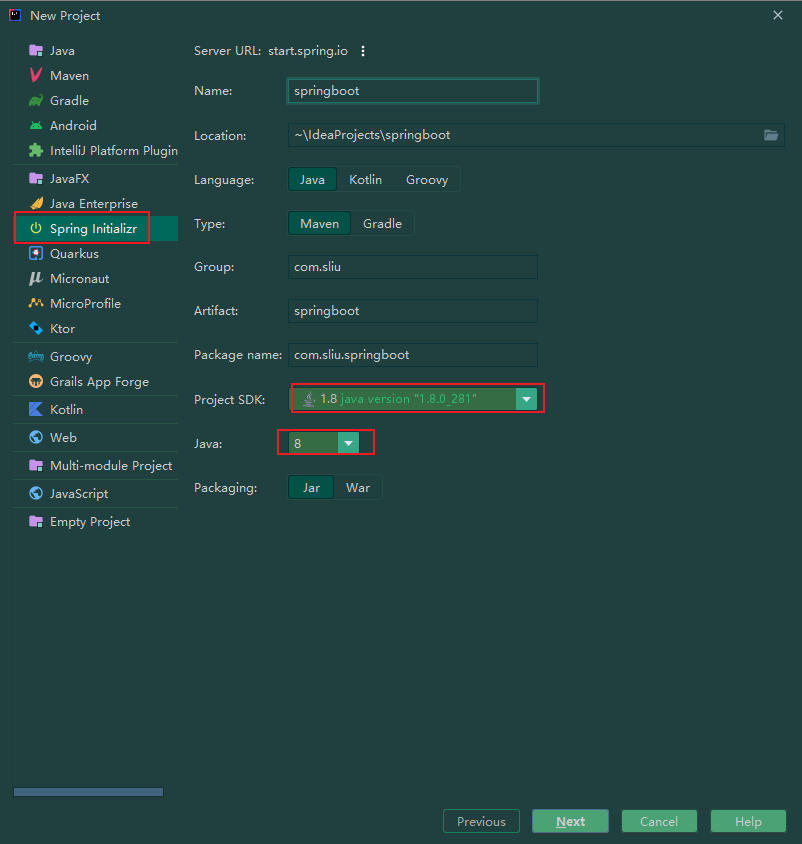 New Project
Java
Maven
Gradle
Android
IntelliJ Platform Plugin
JavaFX
Java Enterprise
Spring Initializr
Quarkus
Micronaut
MicroProfile
Ktor
Groovy
Grails App Forge
Kotlin
Web
Multi-module Project
JavaScript
Empty Project
Server URL: start.spring.io
Name: springboot
Location: ~\IdeaProjects\springboot
Language: Java Kotlin Groovy
Type: Maven Gradle
Group: com.sliu
Artifact: springboot
Package name: com.sliu.springboot
Project SDK: 1.8 java version "1.8.0_281"
Java: 8
Packaging: Jar War
Previous Next Cancel Help